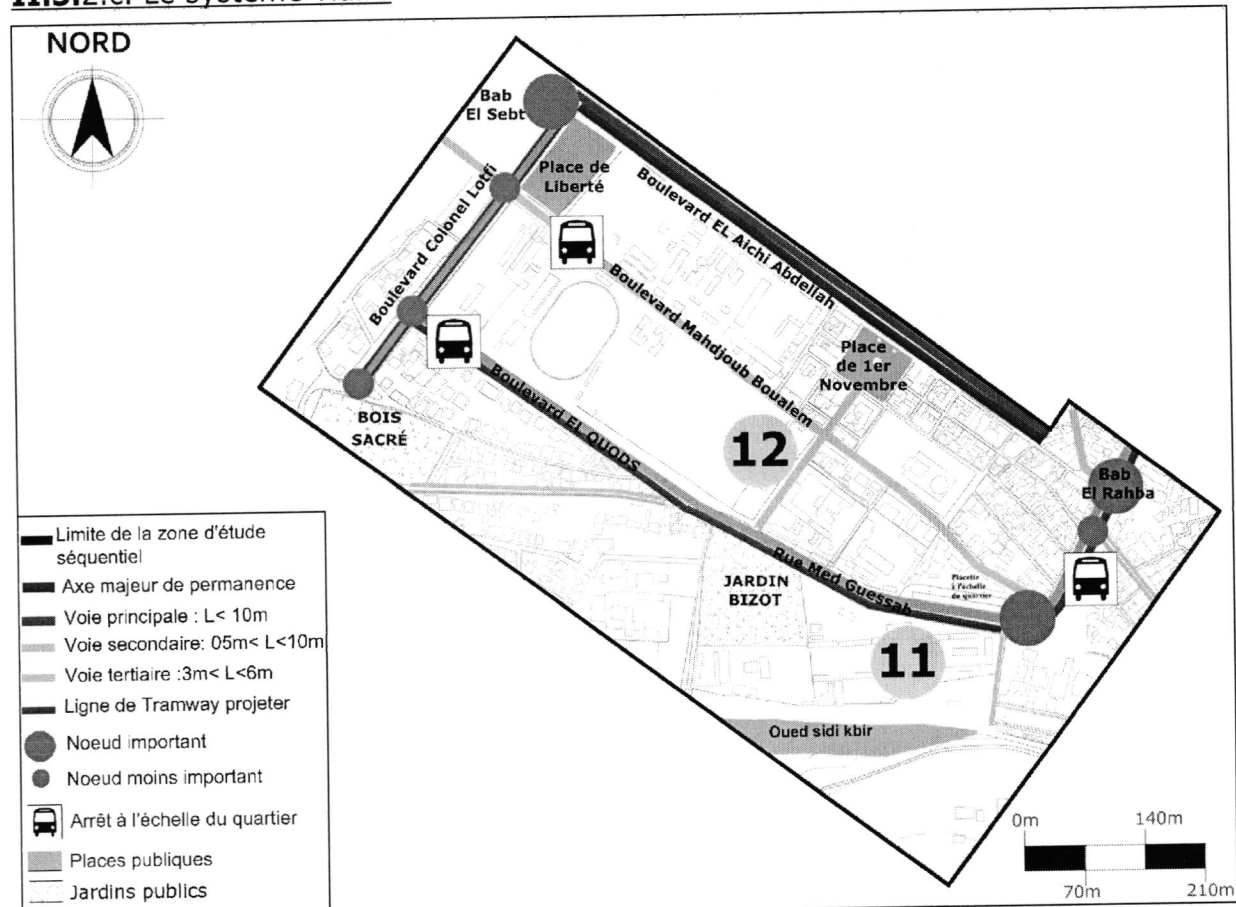 NORD
Bab
El Sebt
Place de
Liberté
Boulevard Colonel Lotfi
Boulevard EL Aichi Abdellah
Boulevard Mahdjoub Boualem
Place
de 1er
Novembre
Boulevard EL QUODS
BOIS
SACRÉ
12
Bab
El Rahba
Rue Med Guessab
JARDIN
BIZOT
Placette
à l'échelle
de quartier
11
Oued sidi kbir
Limite de la zone d'étude
séquentiel
Axe majeur de permanence
Voie principale : L< 10m
Voie secondaire: 05m< L<10m
Voie tertiaire :3m< L<6m
Ligne de Tramway projeter
Noeud important
Noeud moins important
Arrêt à l'échelle du quartier
Places publiques
Jardins publics
0m 140m
70m 210m